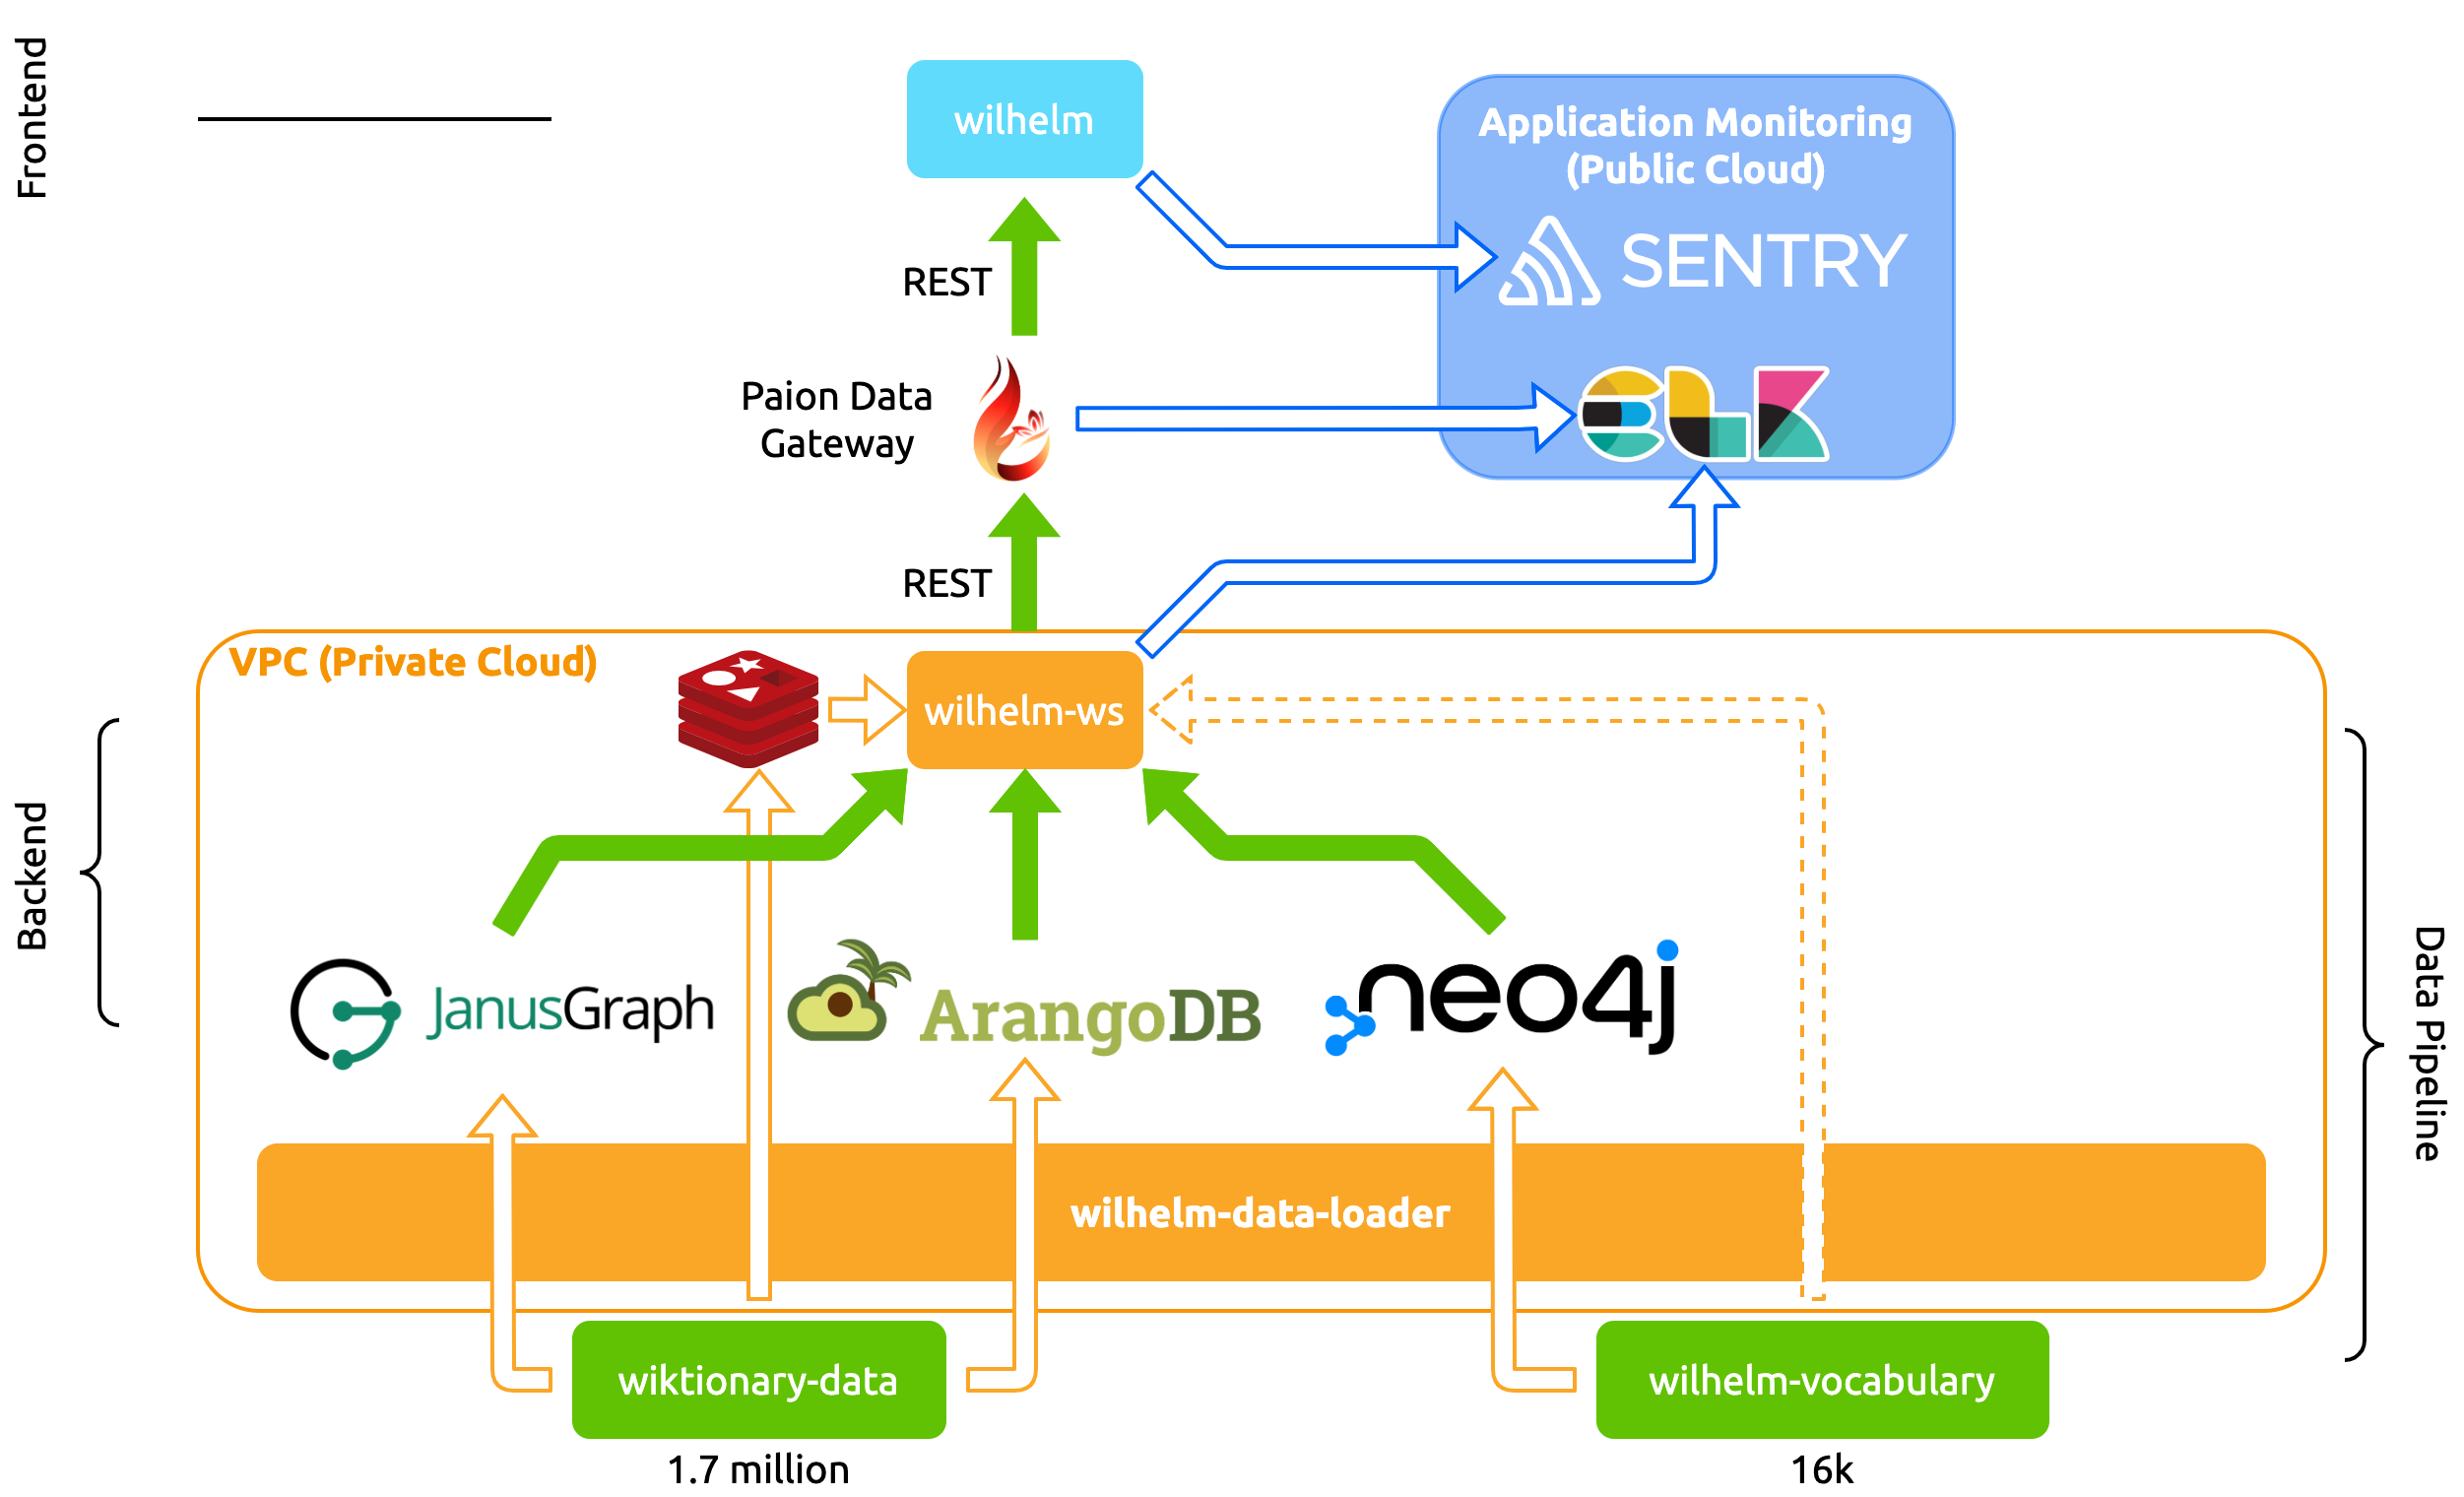 Frontend
wilhelm
Application Monitoring
(Public Cloud)
SENTRY
REST
Paion Data
Gateway
elk
REST
VPC (Private Cloud)
wilhelm-ws
Backend
JanusGraph
ArangoDB
neo4j
Data Pipeline
wilhelm-data-loader
wiktionary-data
wilhelm-vocabulary
1.7 million
16k